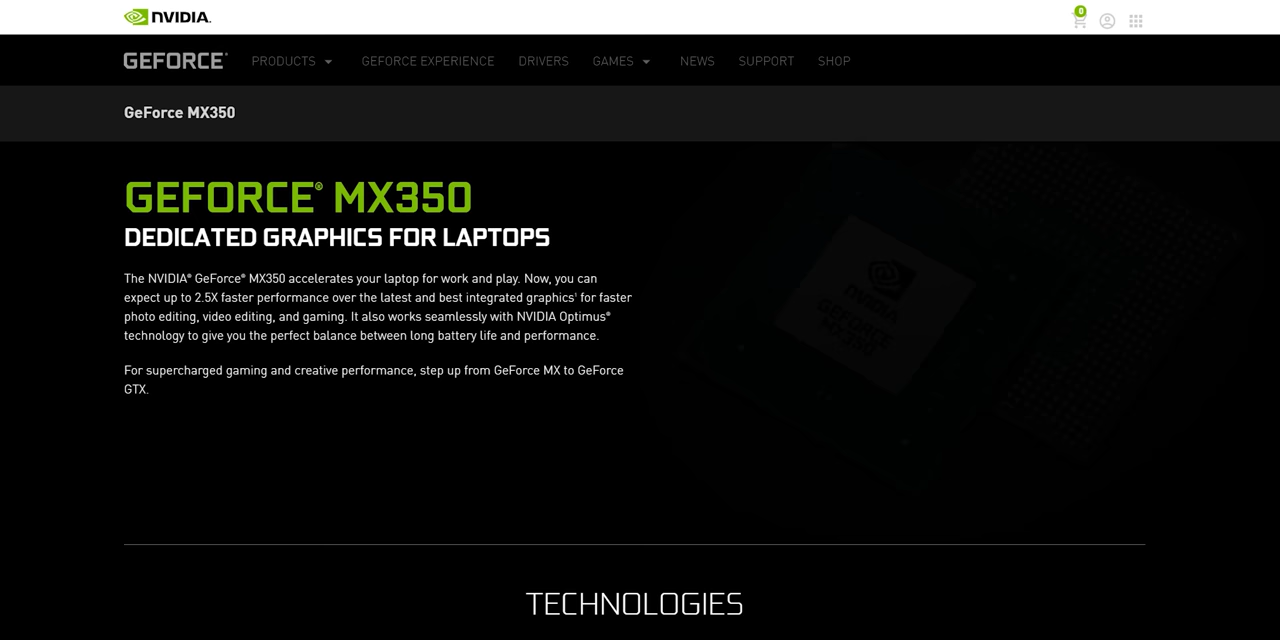 NVIDIA.
0
GEFORCE®
PRODUCTS
GEFORCE EXPERIENCE
DRIVERS
GAMES
NEWS
SUPPORT
SHOP
GeForce MX350
GEFORCE® MX350
DEDICATED GRAPHICS FOR LAPTOPS
The NVIDIA® GeForce® MX350 accelerates your laptop for work and play. Now, you can
expect up to 2.5X faster performance over the latest and best integrated graphics¹ for faster
photo editing, video editing, and gaming. It also works seamlessly with NVIDIA Optimus®
technology to give you the perfect balance between long battery life and performance.
For supercharged gaming and creative performance, step up from GeForce MX to GeForce
GTX.
NVIDIA
GEFORCE
TECHNOLOGIES